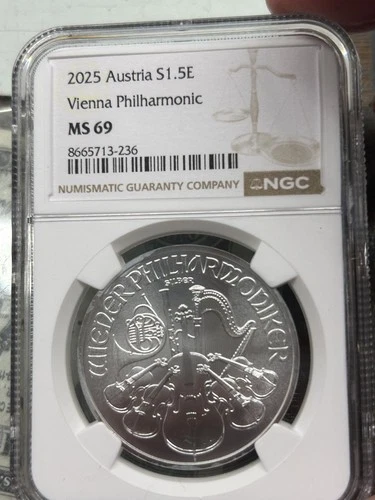 2025 Austria S1.5E
Vienna Philharmonic
MS 69
8665713-236
NUMISMATIC GUARANTY COMPANY NGC
WIENER PHILHARMONIKER
SILBER